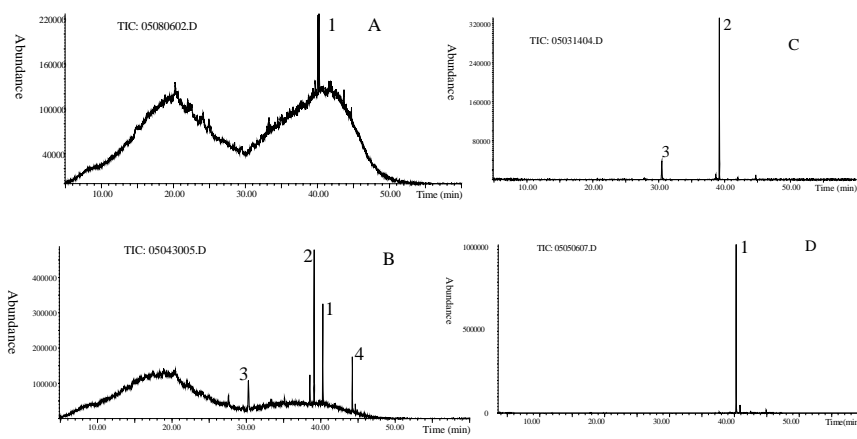 TIC: 05080602.D
1
A
Abundance
220000
160000
100000
40000
10.00 20.00 30.00 40.00 50.00
Time (min)
TIC: 05031404.D
2
C
Abundance
320000
240000
160000
80000
3
10.00 20.00 30.00 40.00 50.00 Time (min)
TIC: 05043005.D
2
B
1
Abundance
400000
300000
200000
100000
3
4
10.00 20.00 30.00 40.00 50.00
Time (min)
TIC: 05050607.D
1
D
Abundance
1000000
500000
0
10.00 20.00 30.00 40.00 50.00 Time(min)